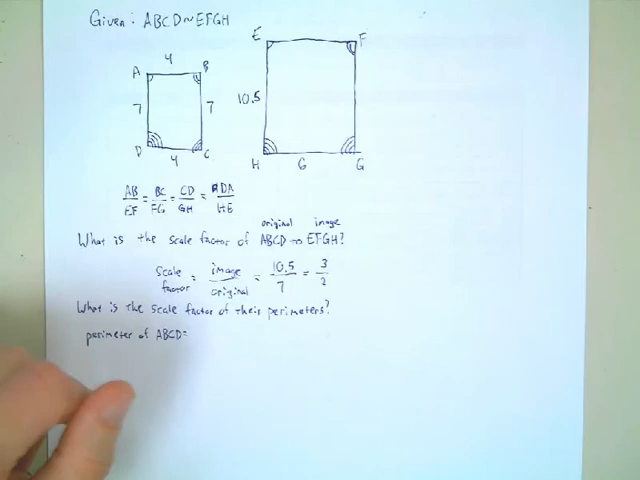 Given: ABCD~EFGH
E F
4
A B
7 7 10.5
D C
4
H 6 G
AB/EF = BC/FG = CD/GH = DA/HE
original image
What is the scale factor of ABCD to EFGH?
scale factor = image/original = 10.5/7 = 3/2
What is the scale factor of their perimeters?
perimeter of ABCD=